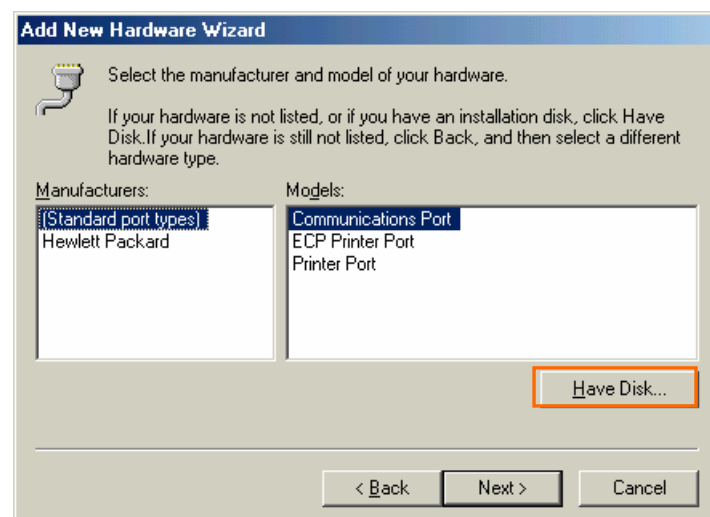 Add New Hardware Wizard
Select the manufacturer and model of your hardware.
If your hardware is not listed, or if you have an installation disk, click Have
Disk.If your hardware is still not listed, click Back, and then select a different
hardware type.
Manufacturers:
Models:
(Standard port types)
Hewlett Packard
Communications Port
ECP Printer Port
Printer Port
Have Disk...
< Back
Next >
Cancel